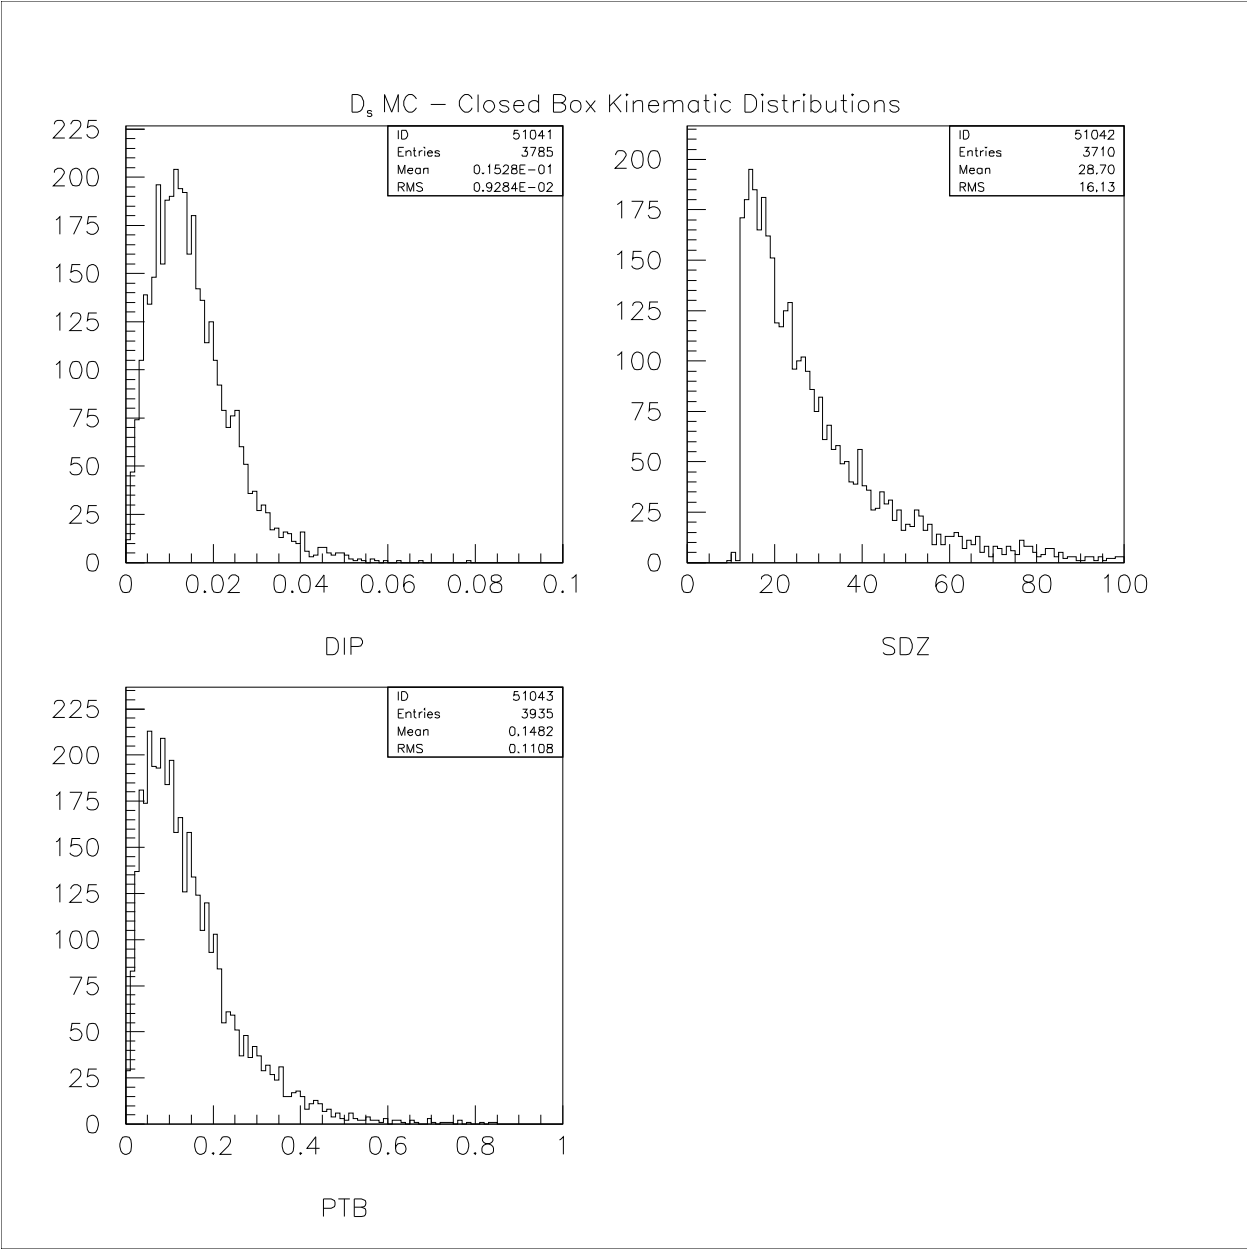 Dₛ MC – Closed Box Kinematic Distributions
ID 51041
Entries 3785
Mean 0.1528E−01
RMS 0.9284E−02
225
200
175
150
125
100
75
50
25
0
0 0.02 0.04 0.06 0.08 0.1
DIP
ID 51042
Entries 3710
Mean 28.70
RMS 16.13
200
175
150
125
100
75
50
25
0
0 20 40 60 80 100
SDZ
ID 51043
Entries 3935
Mean 0.1482
RMS 0.1108
225
200
175
150
125
100
75
50
25
0
0 0.2 0.4 0.6 0.8 1
PTB